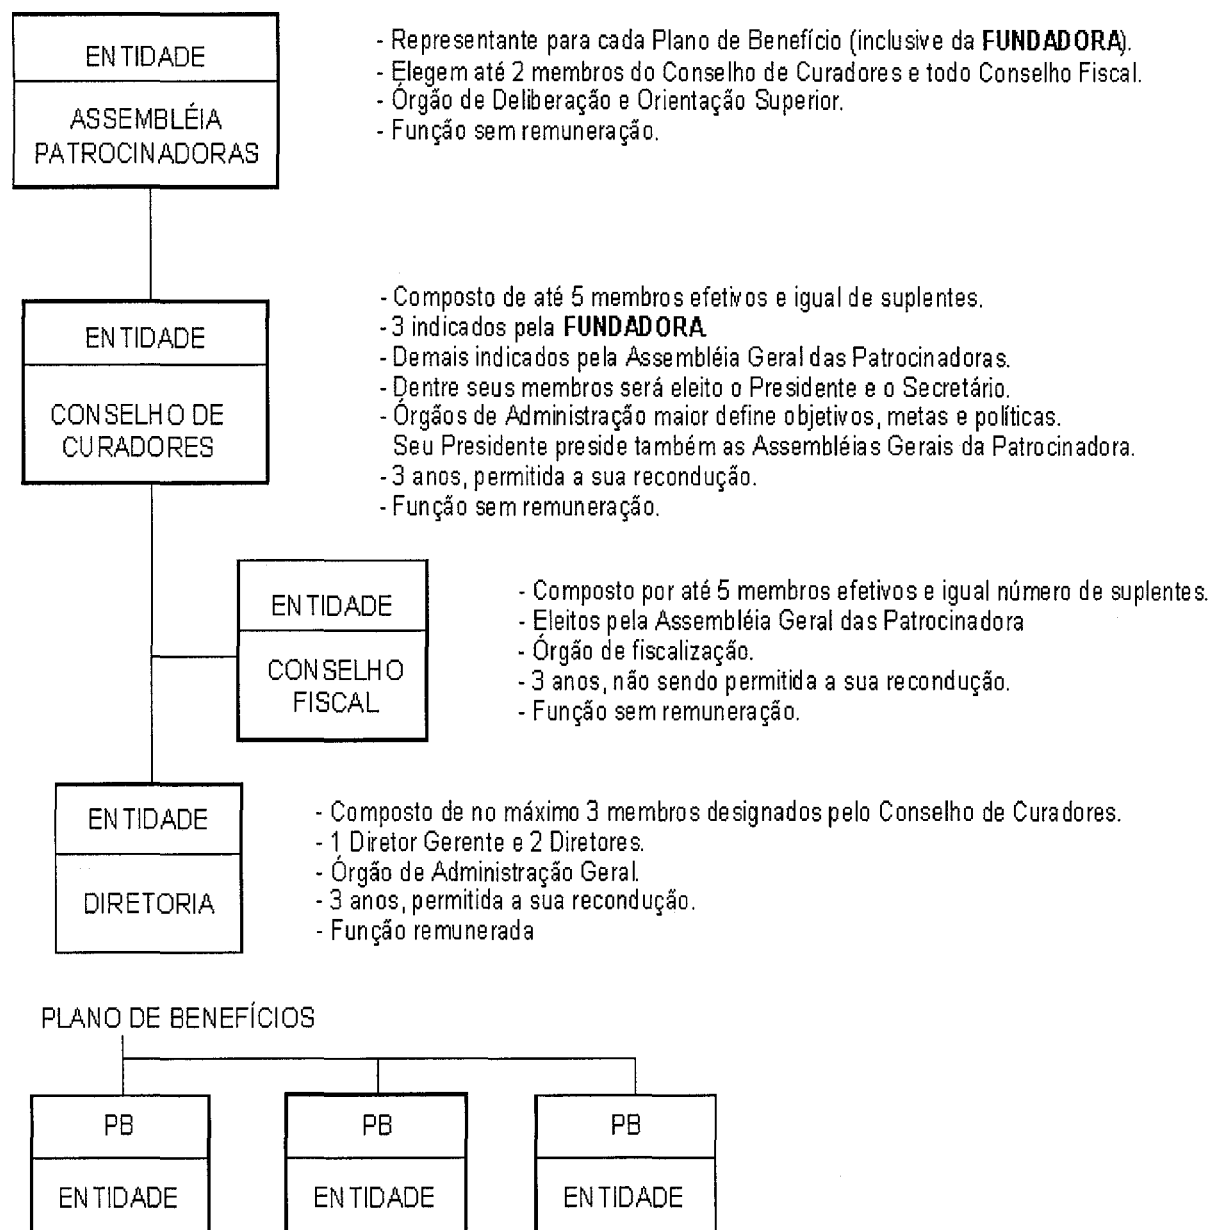 ENTIDADE
ASSEMBLÉIA
PATROCINADORAS
- Representante para cada Plano de Benefício (inclusive da FUNDADORA).
- Elegem até 2 membros do Conselho de Curadores e todo Conselho Fiscal.
- Órgão de Deliberação e Orientação Superior.
- Função sem remuneração.
ENTIDADE
CONSELHO DE
CURADORES
- Composto de até 5 membros efetivos e igual de suplentes.
- 3 indicados pela FUNDADORA.
- Demais indicados pela Assembléia Geral das Patrocinadoras.
- Dentre seus membros será eleito o Presidente e o Secretário.
- Órgãos de Administração maior define objetivos, metas e políticas.
Seu Presidente preside também as Assembléias Gerais da Patrocinadora.
- 3 anos, permitida a sua recondução.
- Função sem remuneração.
ENTIDADE
CONSELHO
FISCAL
- Composto por até 5 membros efetivos e igual número de suplentes.
- Eleitos pela Assembléia Geral das Patrocinadora
- Órgão de fiscalização.
- 3 anos, não sendo permitida a sua recondução.
- Função sem remuneração.
ENTIDADE
DIRETORIA
- Composto de no máximo 3 membros designados pelo Conselho de Curadores.
- 1 Diretor Gerente e 2 Diretores.
- Órgão de Administração Geral.
- 3 anos, permitida a sua recondução.
- Função remunerada
PLANO DE BENEFÍCIOS
PB
ENTIDADE
PB
ENTIDADE
PB
ENTIDADE